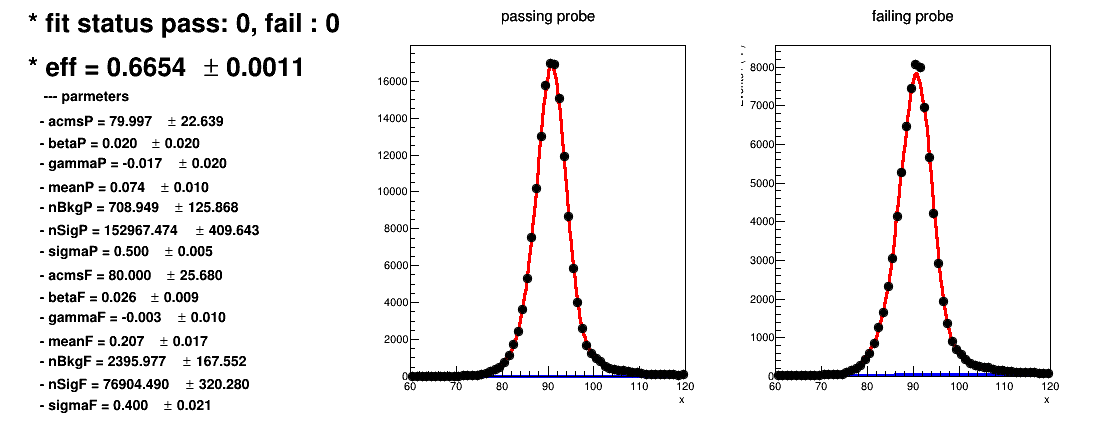 * fit status pass: 0, fail : 0
* eff = 0.6654 ± 0.0011
--- parmeters
- acmsP = 79.997 ± 22.639
- betaP = 0.020 ± 0.020
- gammaP = -0.017 ± 0.020
- meanP = 0.074 ± 0.010
- nBkgP = 708.949 ± 125.868
- nSigP = 152967.474 ± 409.643
- sigmaP = 0.500 ± 0.005
- acmsF = 80.000 ± 25.680
- betaF = 0.026 ± 0.009
- gammaF = -0.003 ± 0.010
- meanF = 0.207 ± 0.017
- nBkgF = 2395.977 ± 167.552
- nSigF = 76904.490 ± 320.280
- sigmaF = 0.400 ± 0.021
passing probe
16000
14000
12000
10000
8000
6000
4000
2000
0
60 70 80 90 100 110 120
x
failing probe
8000
7000
6000
5000
4000
3000
2000
1000
0
60 70 80 90 100 110 120
x